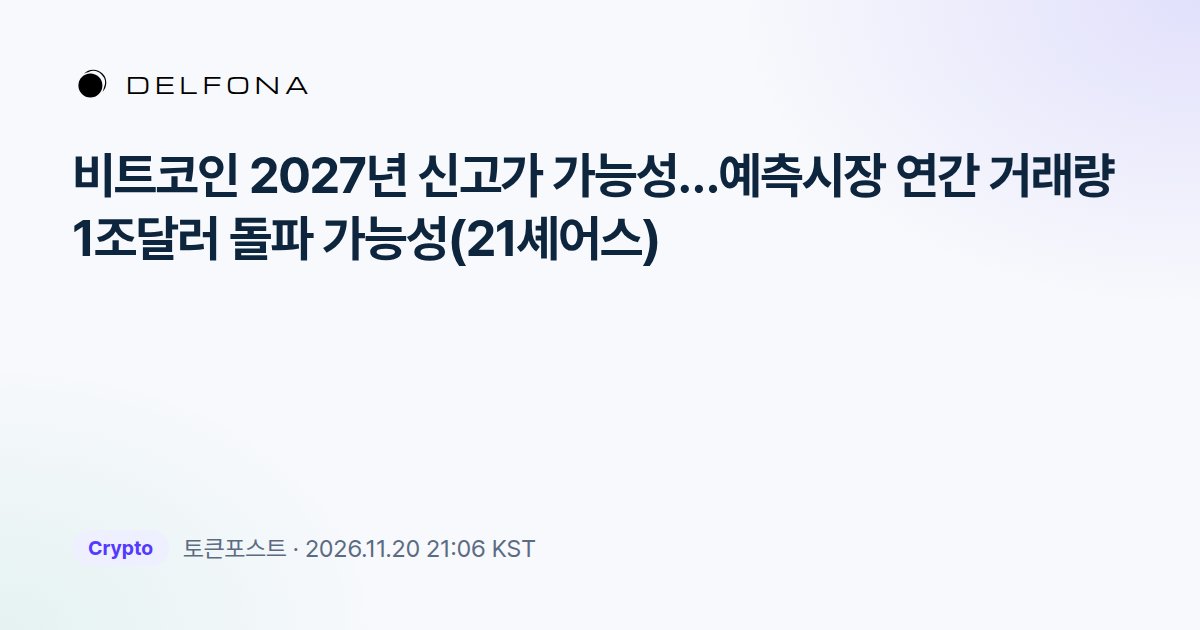 DELFONA
비트코인 2027년 신고가 가능성…예측시장 연간 거래량
1조달러 돌파 가능성(21셰어스)
Crypto 토큰포스트 · 2026.11.20 21:06 KST